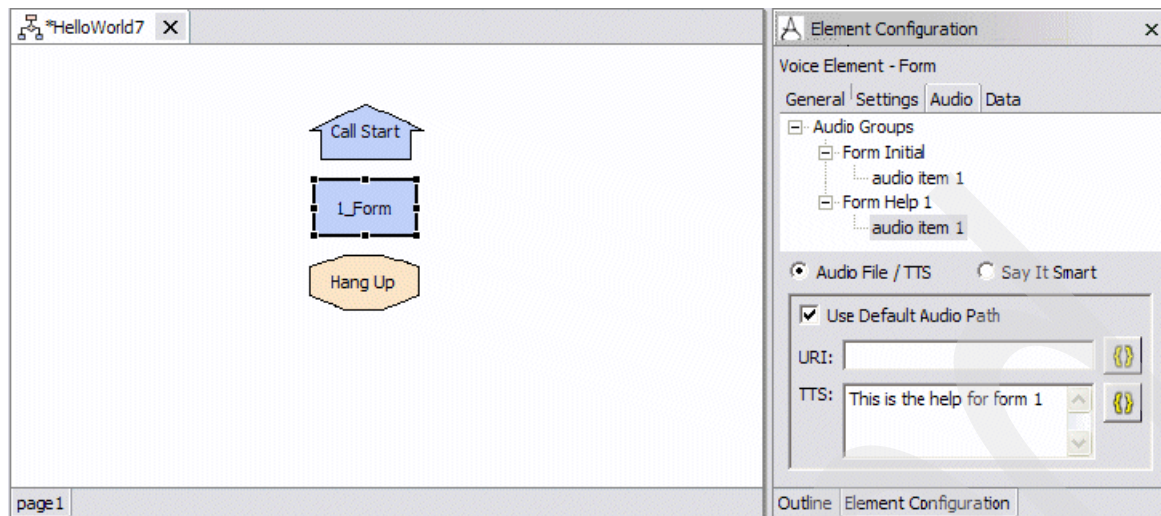 *HelloWorld7
Call Start
1_Form
Hang Up
page1
Element Configuration
Voice Element - Form
General Settings Audio Data
Audio Groups
Form Initial
audio item 1
Form Help 1
audio item 1
Audio File / TTS Say It Smart
Use Default Audio Path
URI:
TTS: This is the help for form 1
Outline Element Configuration